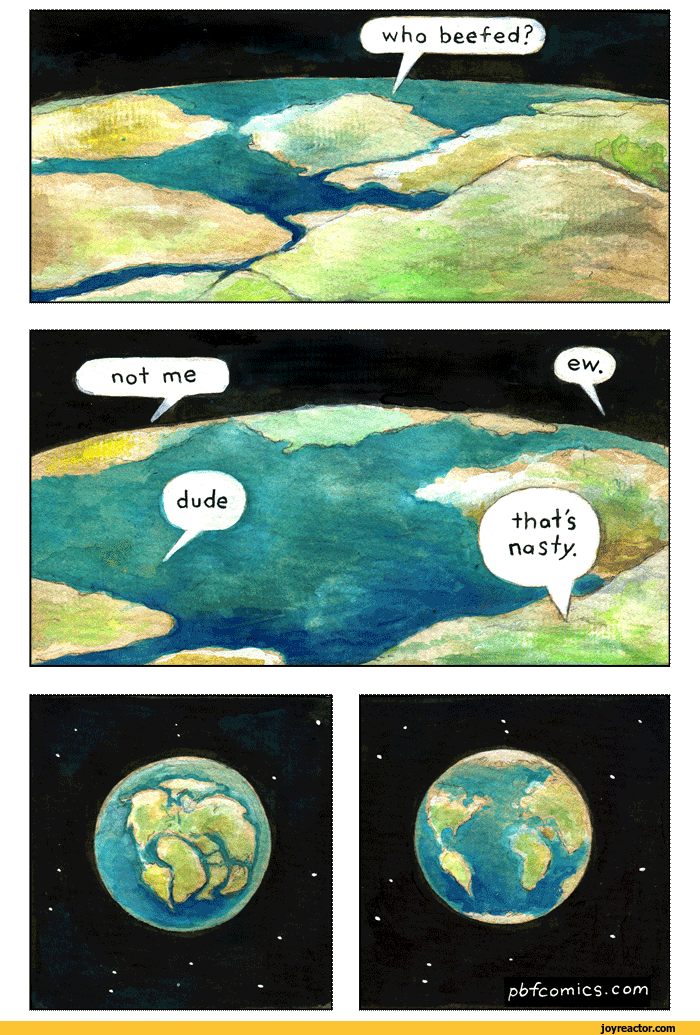 who beefed?
not me
ew.
dude
that's
nasty.
pbfcomics.com
joyreactor.com